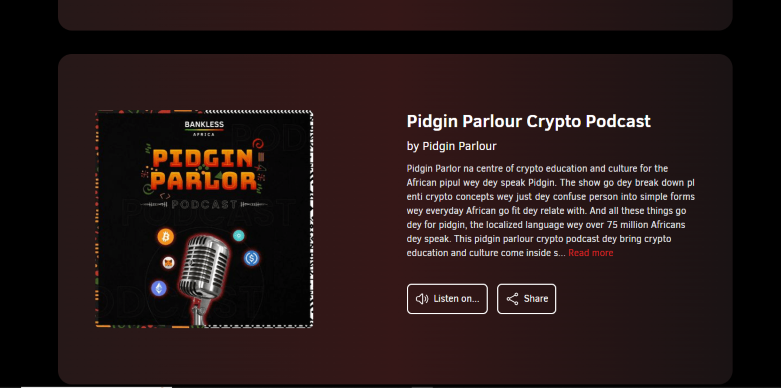 BANKLESS
AFRICA
PIDGIN
PARLOR
PODCAST
Pidgin Parlour Crypto Podcast
by Pidgin Parlour
Pidgin Parlor na centre of crypto education and culture for the
African pipul wey dey speak Pidgin. The show go dey break down pl
enti crypto concepts wey just dey confuse person into simple forms
wey everyday African go fit dey relate with. And all these things go
dey for pidgin, the localized language wey over 75 million Africans
dey speak. This pidgin parlour crypto podcast dey bring crypto
education and culture come inside s... Read more
Listen on...
Share